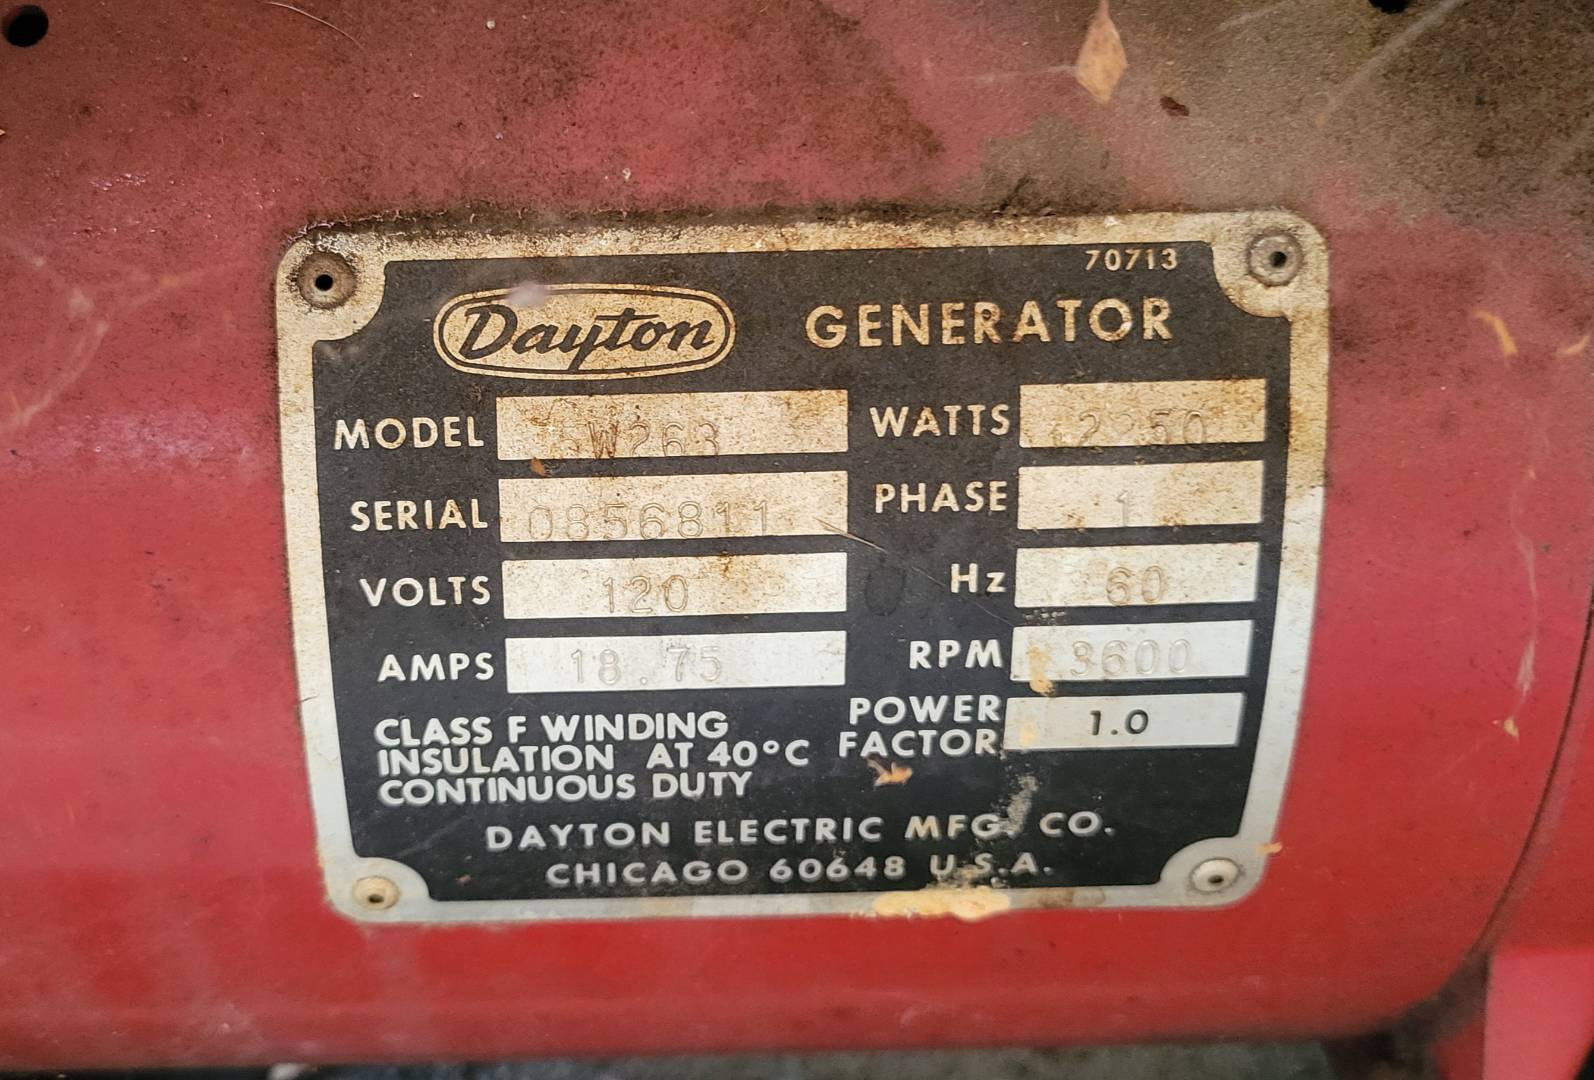 70713
Dayton GENERATOR
MODEL 5W263 WATTS 2250
SERIAL 0856811 PHASE 1
VOLTS 120 Hz 60
AMPS 18.75 RPM 3600
CLASS F WINDING
INSULATION AT 40°C
CONTINUOUS DUTY
POWER
FACTOR 1.0
DAYTON ELECTRIC MFG. CO.
CHICAGO 60648 U.S.A.